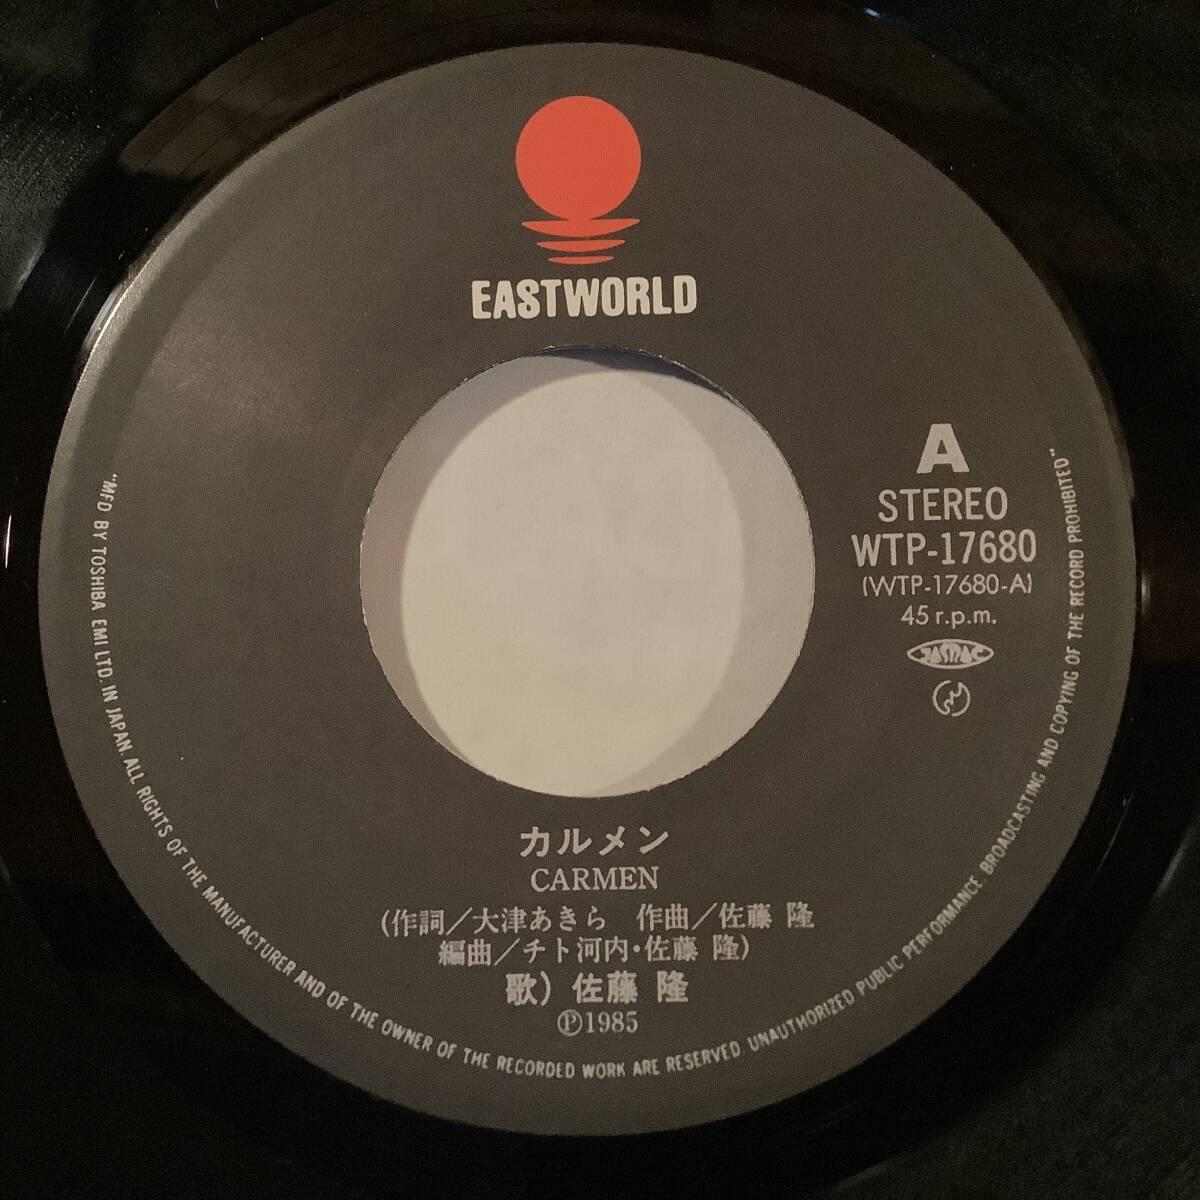 EASTWORLD
A
STEREO
WTP-17680
(WTP-17680-A)
45 r.p.m.
JASRAC
カルメン
CARMEN
(作詞/大津あきら 作曲/佐藤 隆
編曲/チト河内・佐藤 隆)
歌) 佐藤 隆
Ⓟ1985
"MFD BY TOSHIBA EMI LTD. IN JAPAN. ALL RIGHTS OF THE MANUFACTURER AND OF THE OWNER OF THE RECORDED WORK ARE RESERVED. UNAUTHORIZED PUBLIC PERFORMANCE. BROADCASTING AND COPYING OF THE RECORD PROHIBITED"